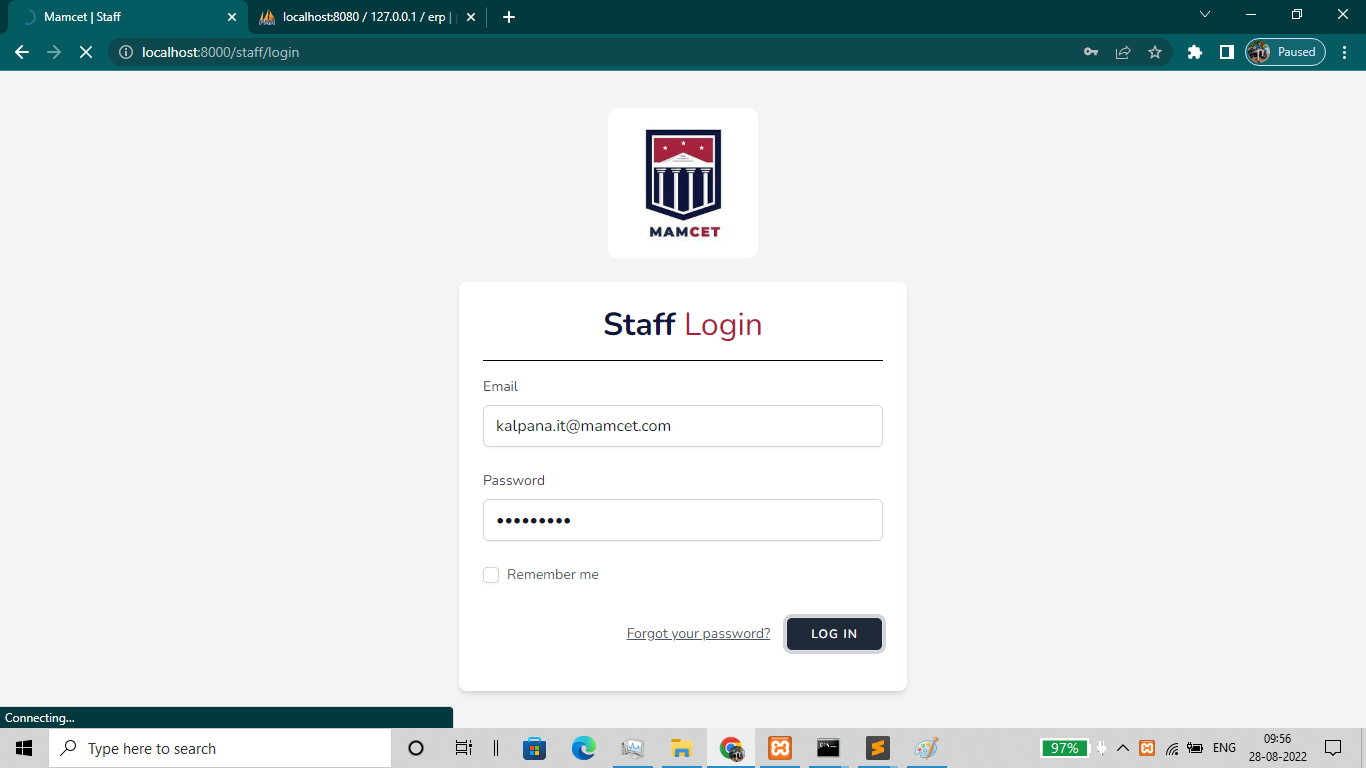 Mamcet | Staff
localhost:8080 / 127.0.0.1 / erp |
localhost:8000/staff/login
Paused
MAMCET
Staff Login
Email
kalpana.it@mamcet.com
Password
•••••••••
Remember me
Forgot your password?
LOG IN
Connecting...
Type here to search
97%
ENG
09:56
28-08-2022